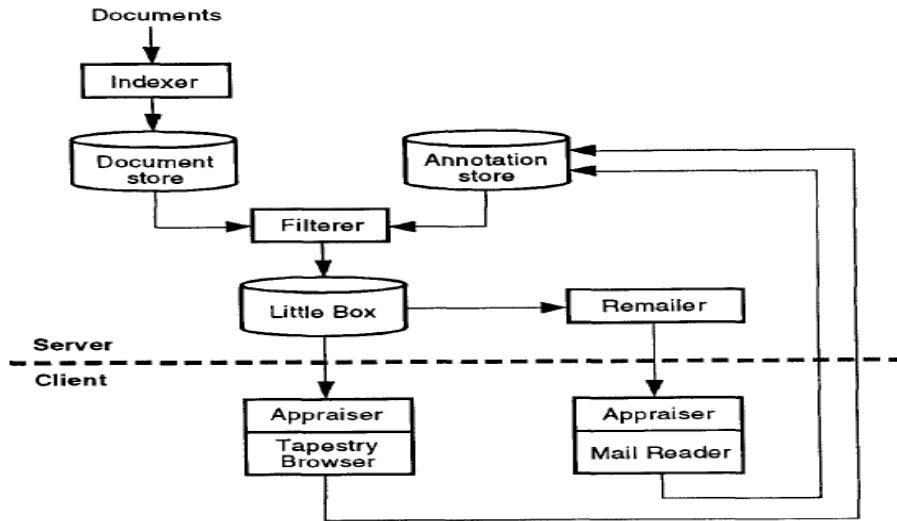 Documents
Indexer
Document
store
Annotation
store
Filterer
Little Box
Remailer
Server
Client
Appraiser
Tapestry
Browser
Appraiser
Mail Reader